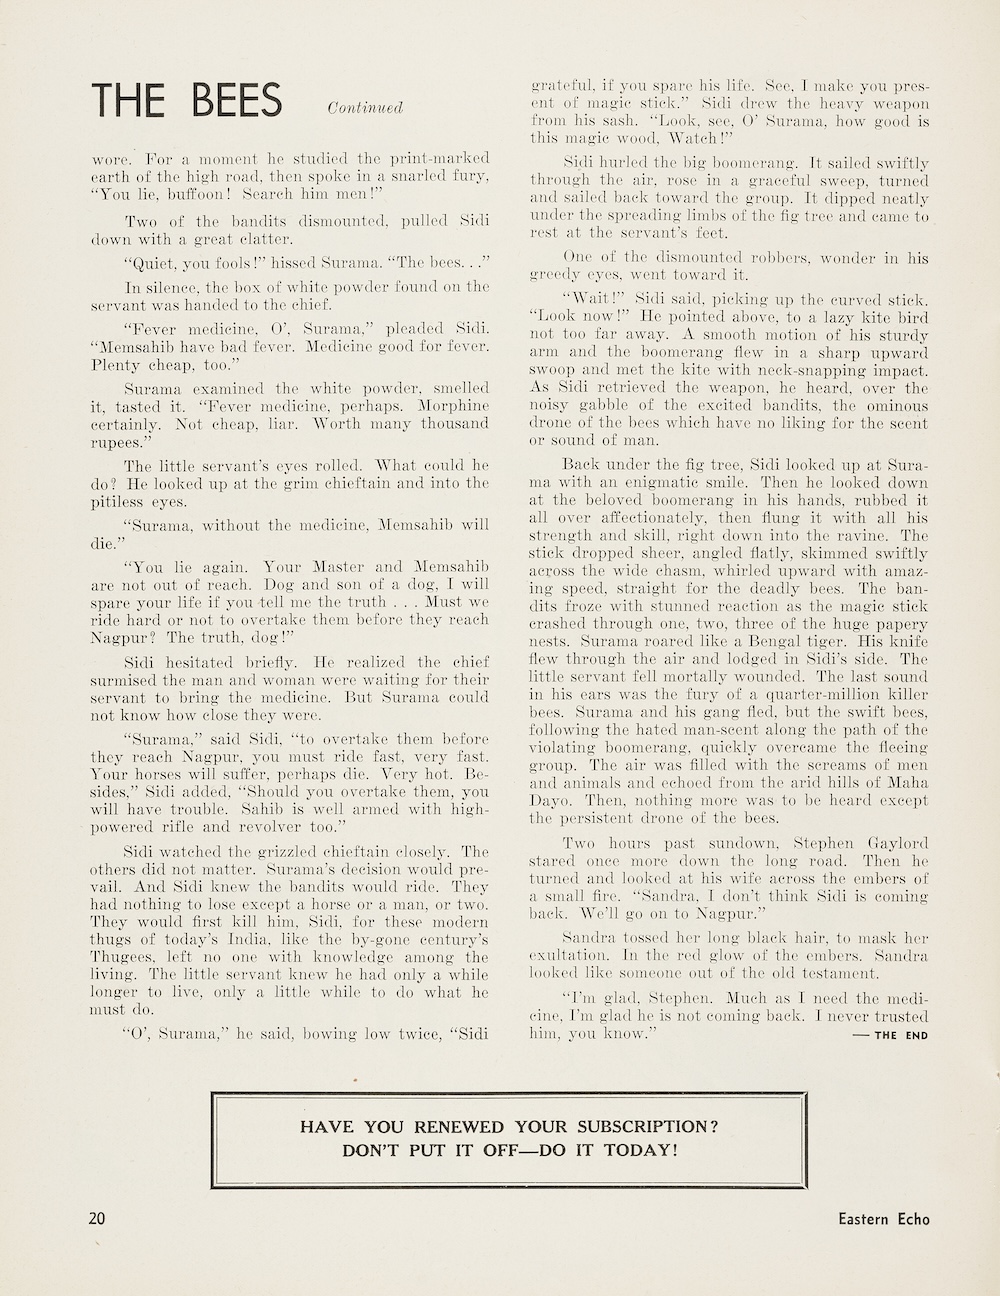 THE BEES Continued
wore. For a moment he studied the print-marked
earth of the high road, then spoke in a snarled fury,
“You lie, buffoon! Search him men!”
Two of the bandits dismounted, pulled Sidi
down with a great clatter.
“Quiet, you fools!” hissed Surama. “The bees. . .”
In silence, the box of white powder found on the
servant was handed to the chief.
“Fever medicine, O’, Surama,” pleaded Sidi.
“Memsahib have bad fever. Medicine good for fever.
Plenty cheap, too.”
Surama examined the white powder, smelled
it, tasted it. “Fever medicine, perhaps. Morphine
certainly. Not cheap, liar. Worth many thousand
rupees.”
The little servant’s eyes rolled. What could he
do? He looked up at the grim chieftain and into the
pitiless eyes.
“Surama, without the medicine, Memsahib will
die.”
“You lie again. Your Master and Memsahib
are not out of reach. Dog and son of a dog, I will
spare your life if you tell me the truth . . . Must we
ride hard or not to overtake them before they reach
Nagpur? The truth, dog!”
Sidi hesitated briefly. He realized the chief
surmised the man and woman were waiting for their
servant to bring the medicine. But Surama could
not know how close they were.
“Surama,” said Sidi, “to overtake them before
they reach Nagpur, you must ride fast, very fast.
Your horses will suffer, perhaps die. Very hot. Be-
sides,” Sidi added, “Should you overtake them, you
will have trouble. Sahib is well armed with high-
powered rifle and revolver too.”
Sidi watched the grizzled chieftain closely. The
others did not matter. Surama’s decision would pre-
vail. And Sidi knew the bandits would ride. They
had nothing to lose except a horse or a man, or two.
They would first kill him, Sidi, for these modern
thugs of today’s India, like the by-gone century’s
Thugees, left no one with knowledge among the
living. The little servant knew he had only a while
longer to live, only a little while to do what he
must do.
“O’, Surama,” he said, bowing low twice, “Sidi
grateful, if you spare his life. See, I make you pres-
ent of magic stick.” Sidi drew the heavy weapon
from his sash. “Look, see, O’ Surama, how good is
this magic wood, Watch!”
Sidi hurled the big boomerang. It sailed swiftly
through the air, rose in a graceful sweep, turned
and sailed back toward the group. It dipped neatly
under the spreading limbs of the fig tree and came to
rest at the servant’s feet.
One of the dismounted robbers, wonder in his
greedy eyes, went toward it.
“Wait!” Sidi said, picking up the curved stick.
“Look now!” He pointed above, to a lazy kite bird
not too far away. A smooth motion of his sturdy
arm and the boomerang flew in a sharp upward
swoop and met the kite with neck-snapping impact.
As Sidi retrieved the weapon, he heard, over the
noisy gabble of the excited bandits, the ominous
drone of the bees which have no liking for the scent
or sound of man.
Back under the fig tree, Sidi looked up at Sura-
ma with an enigmatic smile. Then he looked down
at the beloved boomerang in his hands, rubbed it
all over affectionately, then flung it with all his
strength and skill, right down into the ravine. The
stick dropped sheer, angled flatly, skimmed swiftly
across the wide chasm, whirled upward with amaz-
ing speed, straight for the deadly bees. The ban-
dits froze with stunned reaction as the magic stick
crashed through one, two, three of the huge papery
nests. Surama roared like a Bengal tiger. His knife
flew through the air and lodged in Sidi’s side. The
little servant fell mortally wounded. The last sound
in his ears was the fury of a quarter-million killer
bees. Surama and his gang fled, but the swift bees,
following the hated man-scent along the path of the
violating boomerang, quickly overcame the fleeing
group. The air was filled with the screams of men
and animals and echoed from the arid hills of Maha
Dayo. Then, nothing more was to be heard except
the persistent drone of the bees.
Two hours past sundown, Stephen Gaylord
stared once more down the long road. Then he
turned and looked at his wife across the embers of
a small fire. “Sandra, I don’t think Sidi is coming
back. We’ll go on to Nagpur.”
Sandra tossed her long black hair, to mask her
exultation. In the red glow of the embers. Sandra
looked like someone out of the old testament.
“I’m glad, Stephen. Much as I need the medi-
cine, I’m glad he is not coming back. I never trusted
him, you know.” — THE END
HAVE YOU RENEWED YOUR SUBSCRIPTION?
DON’T PUT IT OFF—DO IT TODAY!
20 Eastern Echo